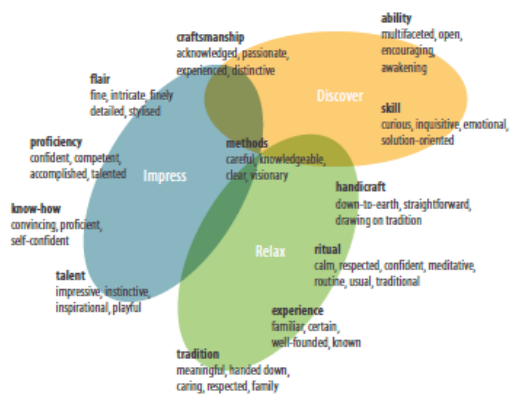 craftsmanship
acknowledged, passionate,
experienced, distinctive
ability
multifaceted, open,
encouraging,
awakening
flair
fine, intricate, finely
detailed, stylised
Discover
skill
curious, inquisitive, emotional,
solution-oriented
proficiency
confident, competent,
accomplished, talented
methods
careful, knowledgeable,
clear, visionary
Impress
handicraft
down-to-earth, straightforward,
drawing on tradition
know-how
convincing, proficient,
self-confident
Relax
ritual
calm, respected, confident, meditative,
routine, usual, traditional
talent
impressive, instinctive,
inspirational, playful
experience
familiar, certain,
well-founded, known
tradition
meaningful, handed down,
caring, respected, family